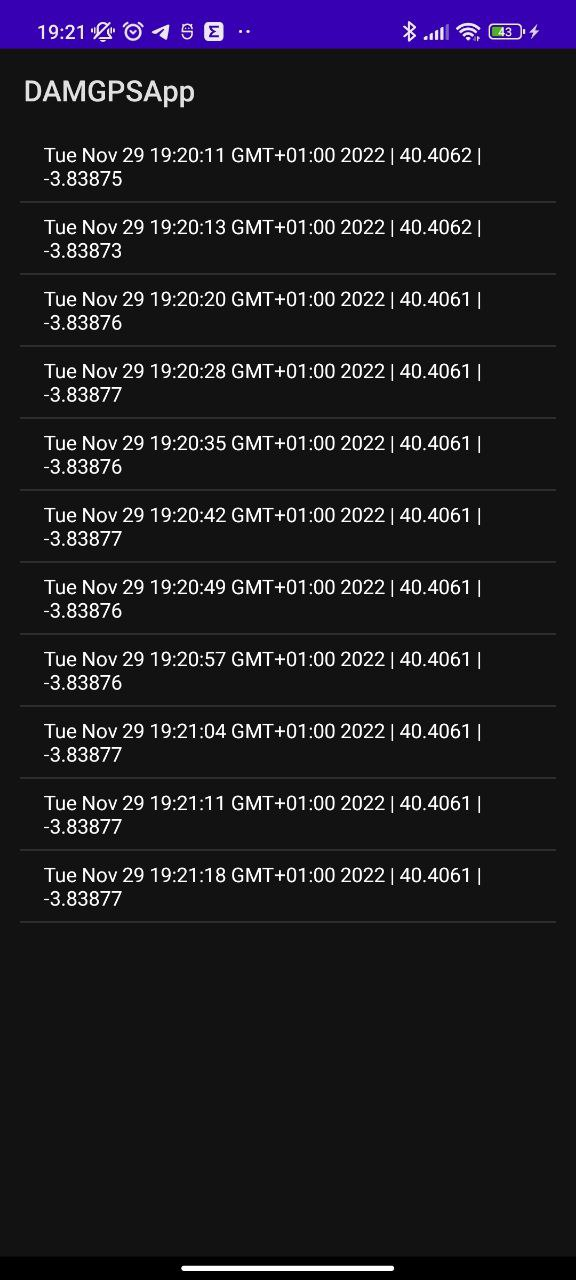 19:21
43
DAMGPSApp
Tue Nov 29 19:20:11 GMT+01:00 2022 | 40.4062 |
-3.83875
Tue Nov 29 19:20:13 GMT+01:00 2022 | 40.4062 |
-3.83873
Tue Nov 29 19:20:20 GMT+01:00 2022 | 40.4061 |
-3.83876
Tue Nov 29 19:20:28 GMT+01:00 2022 | 40.4061 |
-3.83877
Tue Nov 29 19:20:35 GMT+01:00 2022 | 40.4061 |
-3.83876
Tue Nov 29 19:20:42 GMT+01:00 2022 | 40.4061 |
-3.83877
Tue Nov 29 19:20:49 GMT+01:00 2022 | 40.4061 |
-3.83876
Tue Nov 29 19:20:57 GMT+01:00 2022 | 40.4061 |
-3.83876
Tue Nov 29 19:21:04 GMT+01:00 2022 | 40.4061 |
-3.83877
Tue Nov 29 19:21:11 GMT+01:00 2022 | 40.4061 |
-3.83877
Tue Nov 29 19:21:18 GMT+01:00 2022 | 40.4061 |
-3.83877